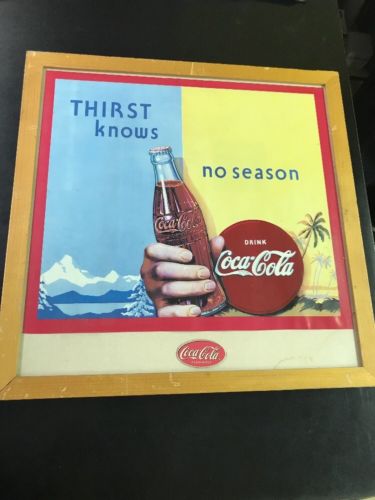 THIRST
knows
no season
Coca-Cola
DRINK
Coca-Cola
Coca-Cola